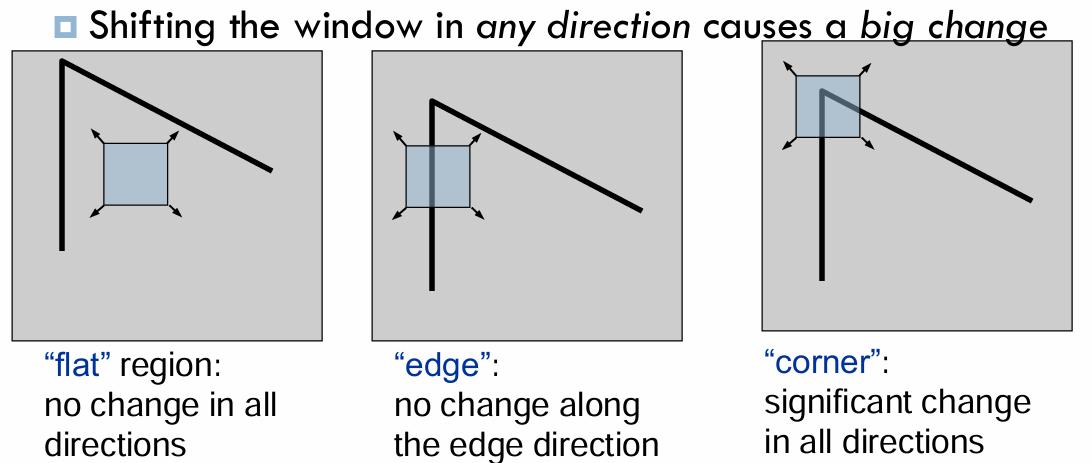 Shifting the window in any direction causes a big change
“flat” region:
no change in all
directions
“edge”:
no change along
the edge direction
“corner”:
significant change
in all directions